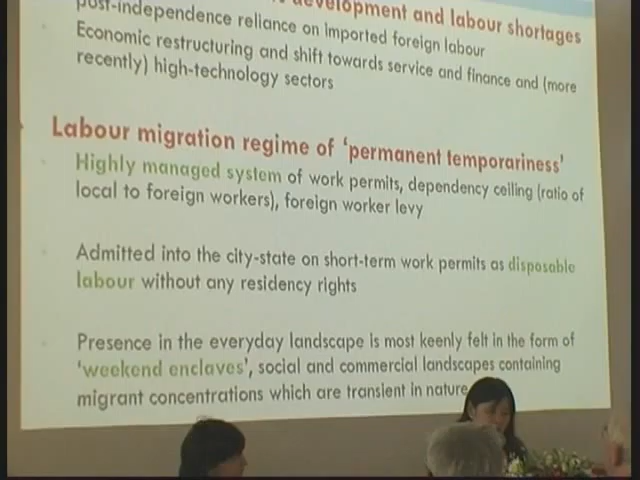 development and labour shortages
post-independence reliance on imported foreign labour
Economic restructuring and shift towards service and finance and (more
recently) high-technology sectors
Labour migration regime of 'permanent temporariness'
Highly managed system of work permits, dependency ceiling (ratio of
local to foreign workers), foreign worker levy
Admitted into the city-state on short-term work permits as disposable
labour without any residency rights
Presence in the everyday landscape is most keenly felt in the form of
'weekend enclaves', social and commercial landscapes containing
migrant concentrations which are transient in nature